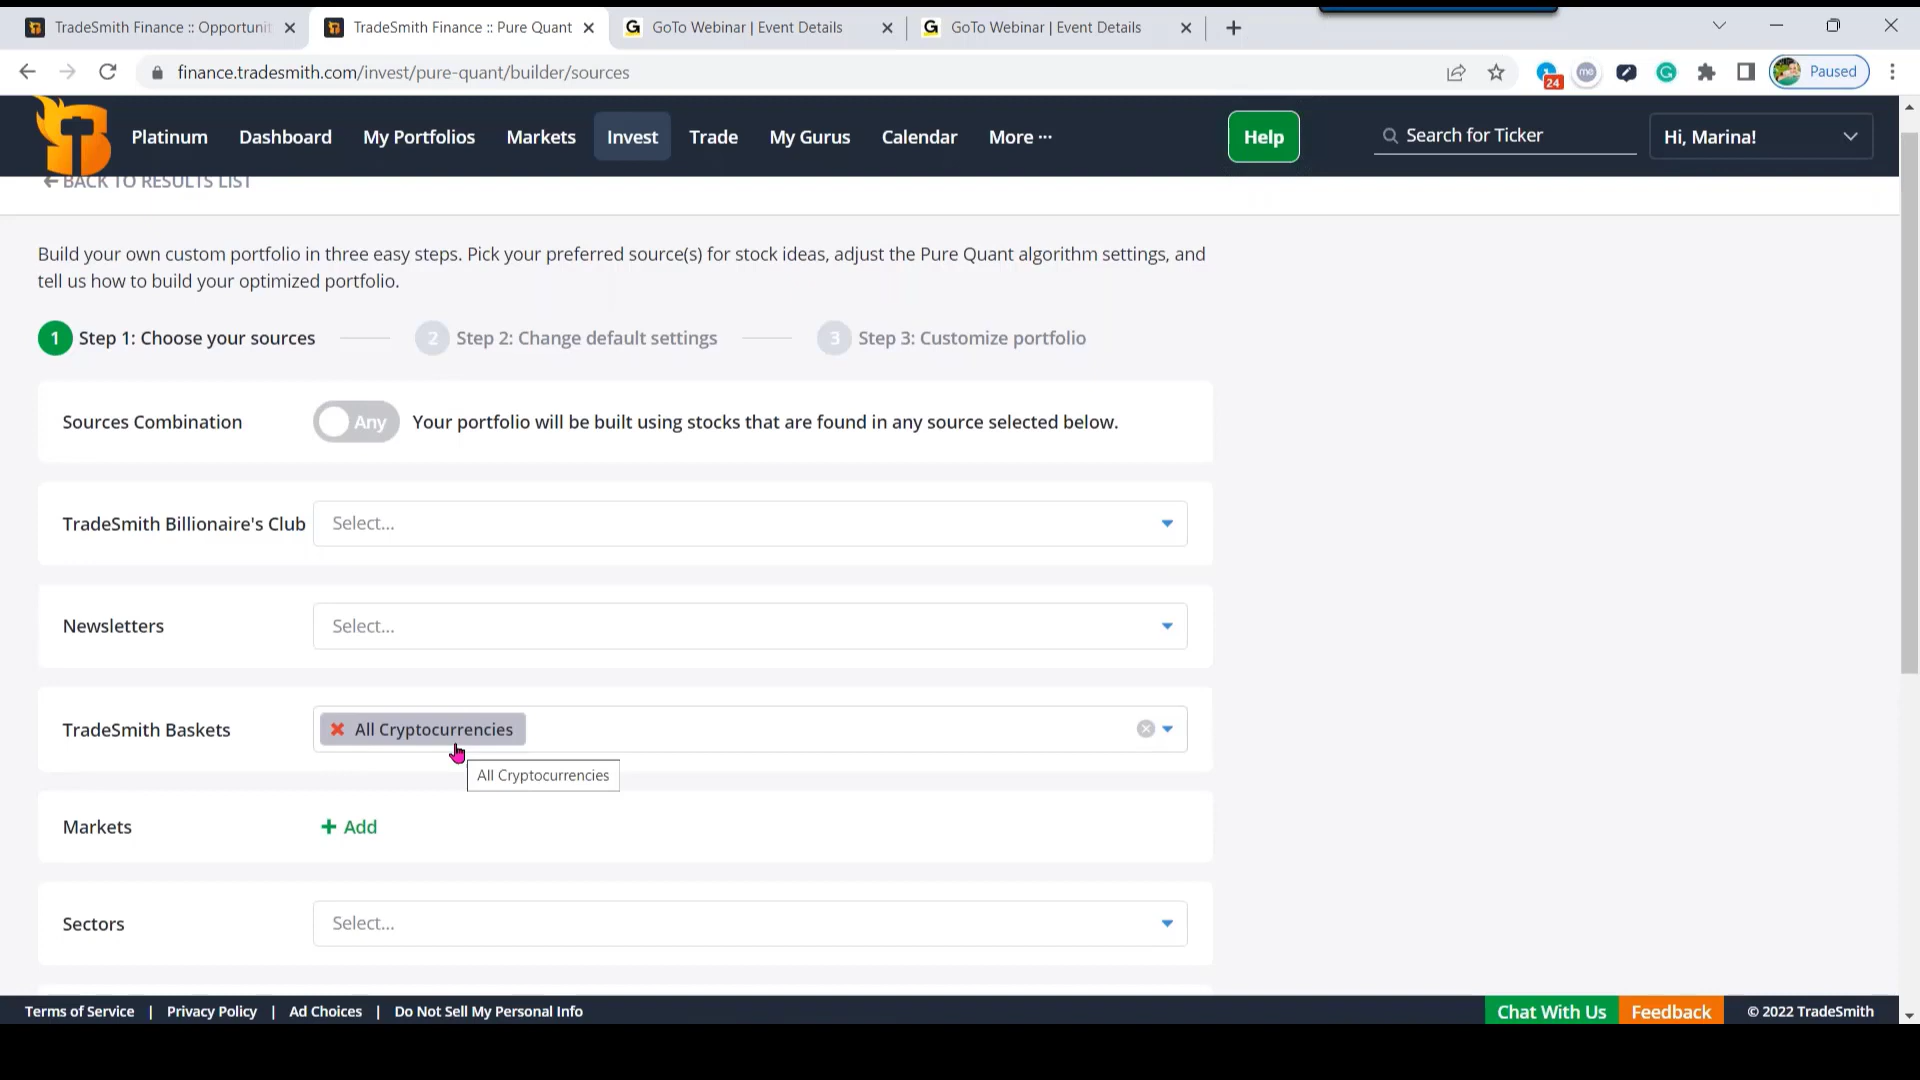 TradeSmith Finance :: Opportuni
TradeSmith Finance :: Pure Quant
G GoTo Webinar | Event Details
G GoTo Webinar | Event Details
finance.tradesmith.com/invest/pure-quant/builder/sources
24
me
G
Paused
Platinum
Dashboard
My Portfolios
Markets
Invest
Trade
My Gurus
Calendar
More ···
Help
Search for Ticker
Hi, Marina!
BACK TO RESULTS LIST
Build your own custom portfolio in three easy steps. Pick your preferred source(s) for stock ideas, adjust the Pure Quant algorithm settings, and
tell us how to build your optimized portfolio.
1 Step 1: Choose your sources
2 Step 2: Change default settings
3 Step 3: Customize portfolio
Sources Combination
Any
Your portfolio will be built using stocks that are found in any source selected below.
TradeSmith Billionaire's Club
Select...
Newsletters
Select...
TradeSmith Baskets
All Cryptocurrencies
All Cryptocurrencies
Markets
+ Add
Sectors
Select...
Terms of Service | Privacy Policy | Ad Choices | Do Not Sell My Personal Info
Chat With Us
Feedback
© 2022 TradeSmith